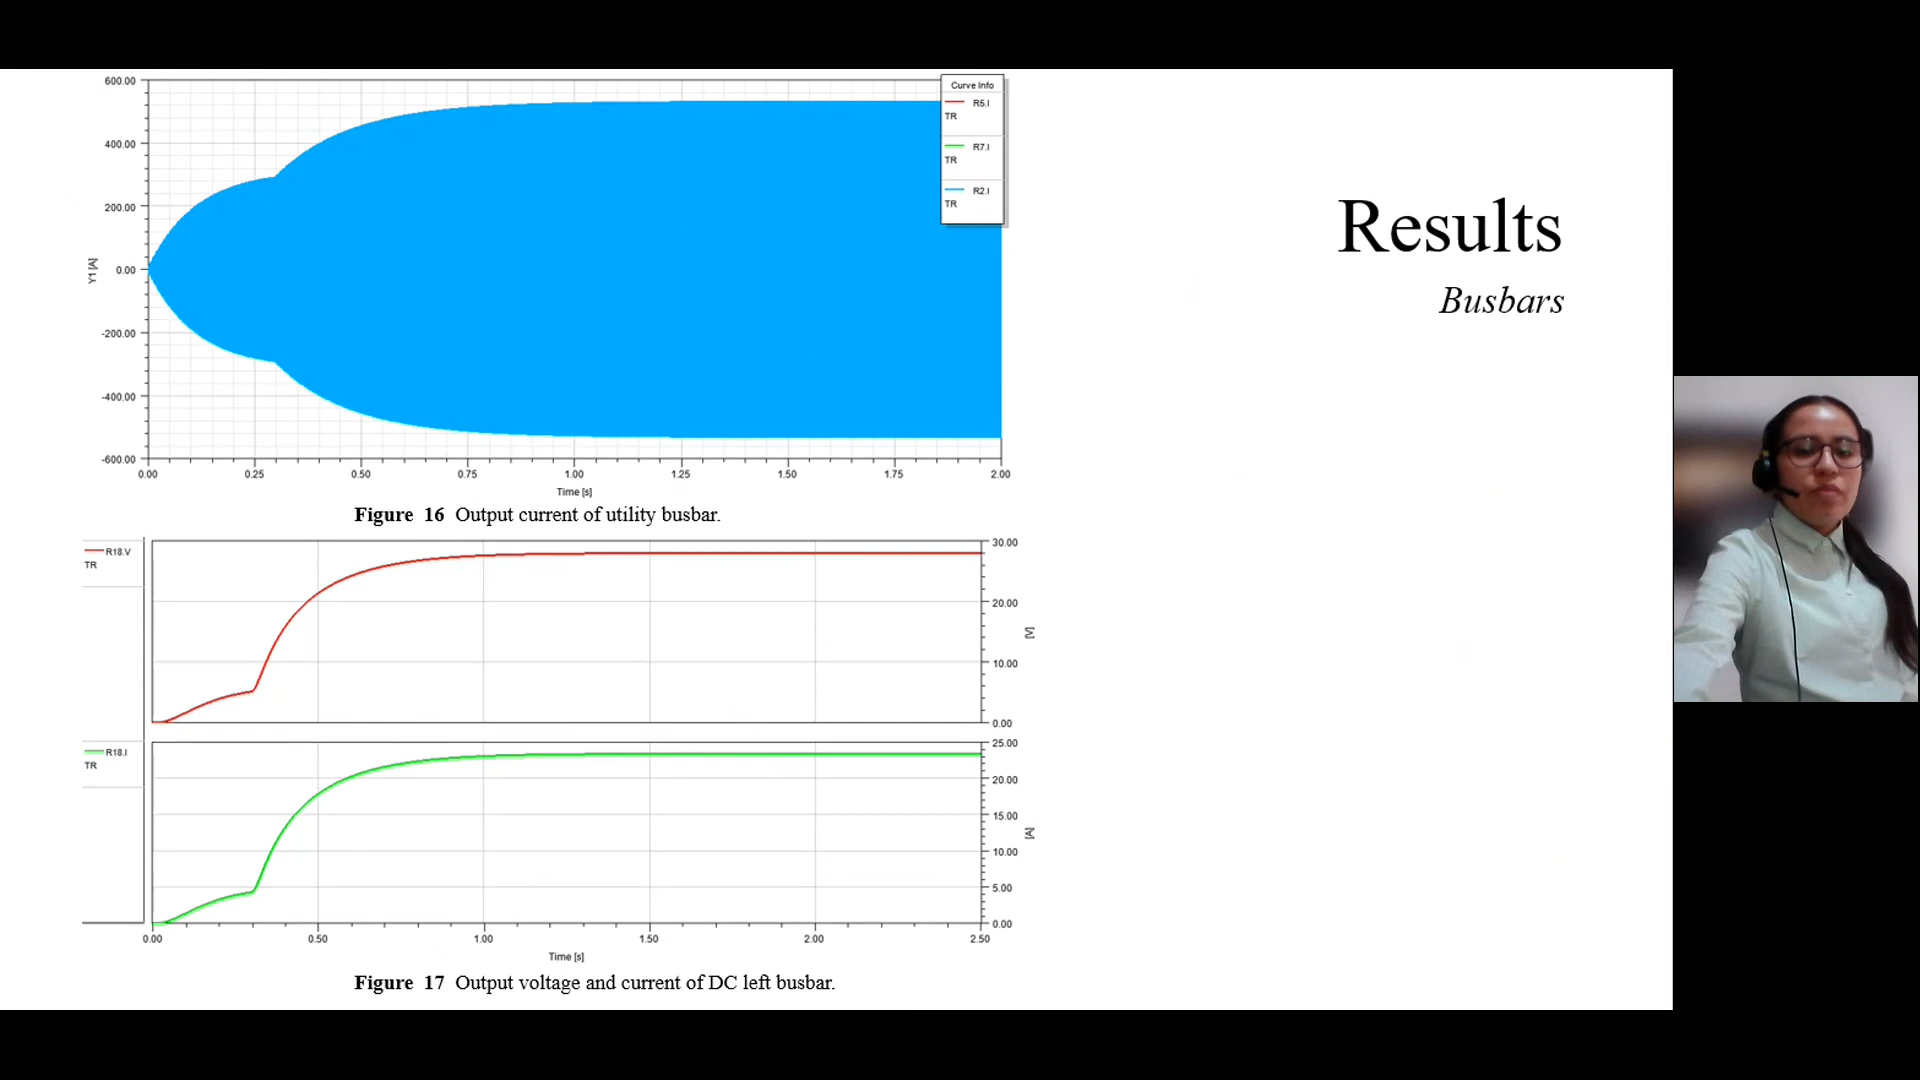 600.00
400.00
200.00
0.00
-200.00
-400.00
-600.00
Y1 [A]
Curve Info
R5.I
TR
R7.I
TR
R2.I
TR
0.00 0.25 0.50 0.75 1.00 1.25 1.50 1.75 2.00
Time [s]
Figure 16 Output current of utility busbar.
Results
Busbars
R18.V
TR
30.00
20.00
10.00
0.00
[V]
R18.I
TR
25.00
20.00
15.00
10.00
5.00
0.00
[A]
0.00 0.50 1.00 1.50 2.00 2.50
Time [s]
Figure 17 Output voltage and current of DC left busbar.